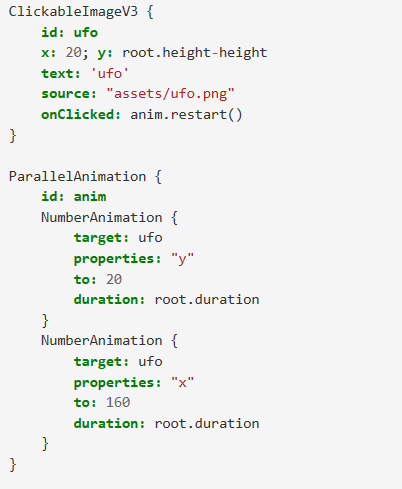 ClickableImageV3 {
    id: ufo
    x: 20; y: root.height-height
    text: 'ufo'
    source: "assets/ufo.png"
    onClicked: anim.restart()
}

ParallelAnimation {
    id: anim
    NumberAnimation {
        target: ufo
        properties: "y"
        to: 20
        duration: root.duration
    }
    NumberAnimation {
        target: ufo
        properties: "x"
        to: 160
        duration: root.duration
    }
}